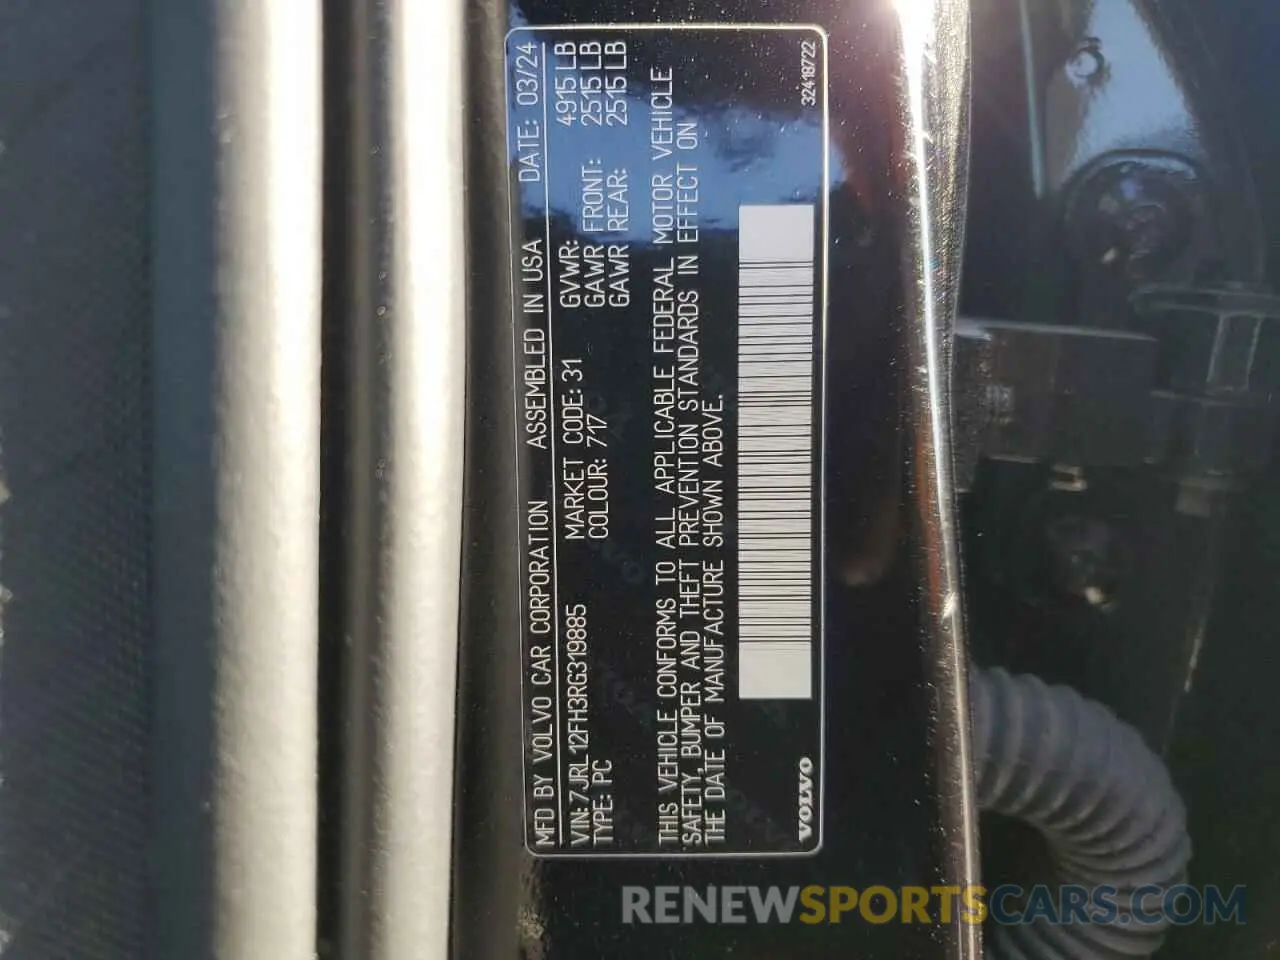 MFD BY VOLVO CAR CORPORATION ASSEMBLED IN USA DATE: 03/24
VIN: 7JRL12FH3RG319885 MARKET CODE: 31 GVWR: 4915 LB
TYPE: PC COLOUR: 717 GAWR FRONT: 2515 LB
GAWR REAR: 2515 LB
THIS VEHICLE CONFORMS TO ALL APPLICABLE FEDERAL MOTOR VEHICLE
SAFETY, BUMPER AND THEFT PREVENTION STANDARDS IN EFFECT ON
THE DATE OF MANUFACTURE SHOWN ABOVE.
VOLVO 32418722
RENEWSPORTSCARS.COM